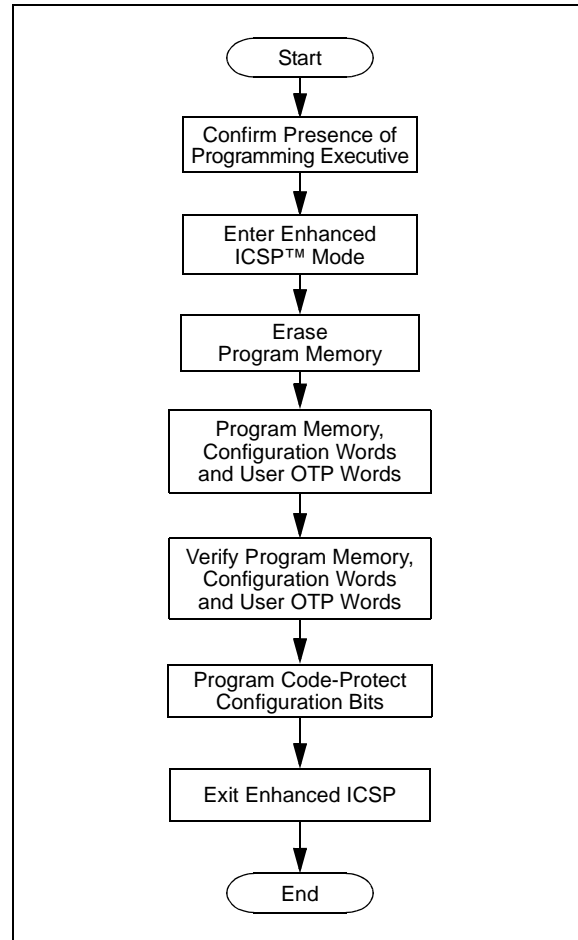 Start
Confirm Presence of
Programming Executive
Enter Enhanced
ICSP™ Mode
Erase
Program Memory
Program Memory,
Configuration Words
and User OTP Words
Verify Program Memory,
Configuration Words
and User OTP Words
Program Code-Protect
Configuration Bits
Exit Enhanced ICSP
End